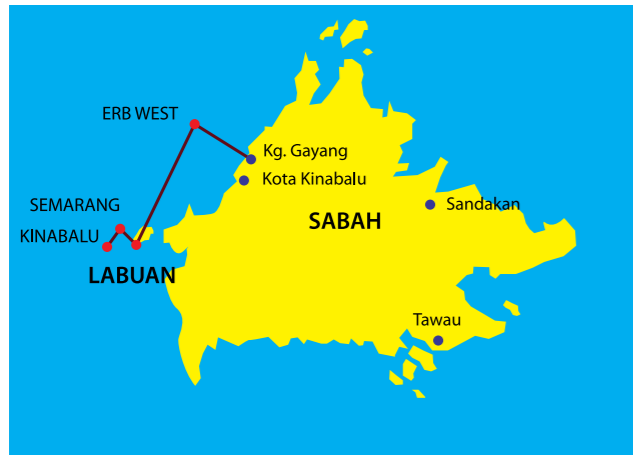 ERB WEST
Kg. Gayang
Kota Kinabalu
SEMARANG
Sandakan
SABAH
KINABALU
LABUAN
Tawau